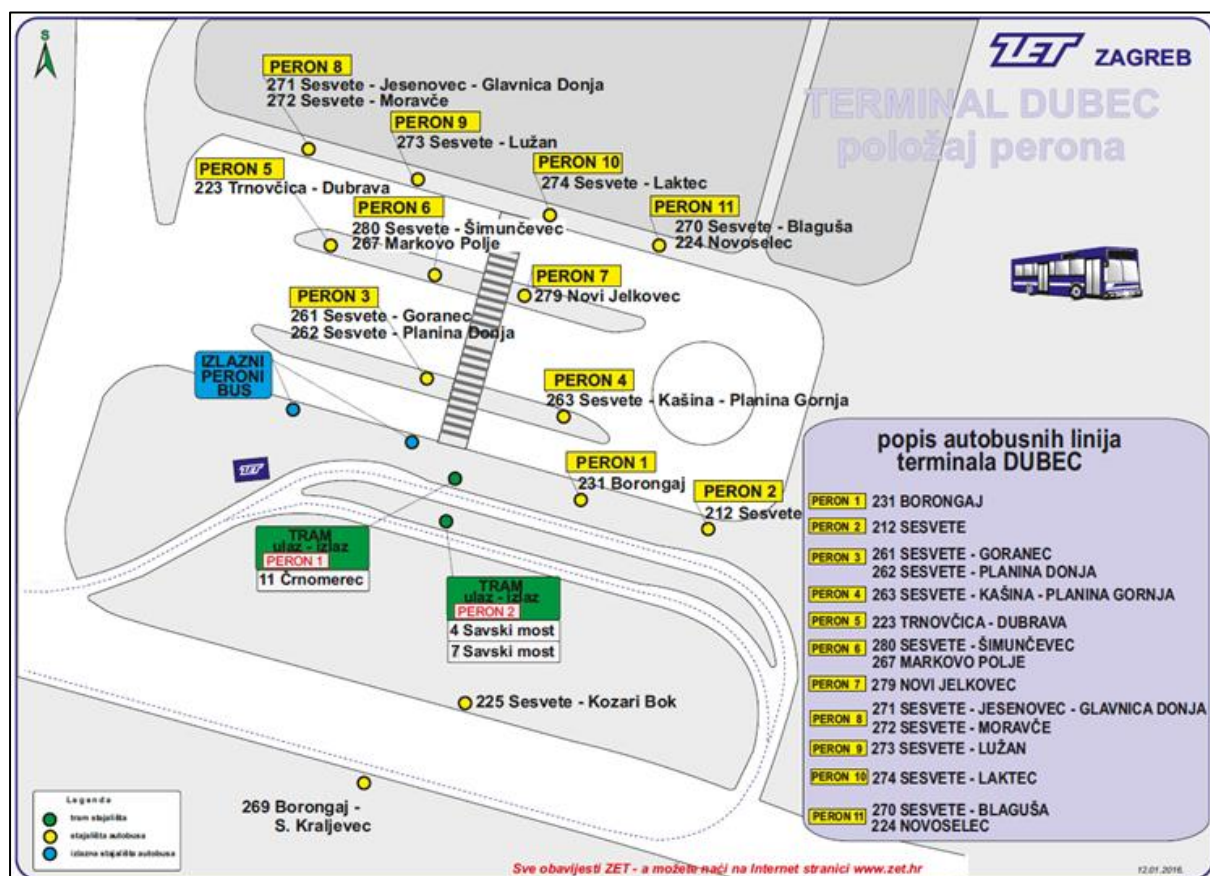 S
ZET ZAGREB
TERMINAL DUBEC
položaj perona
PERON 8
271 Sesvete - Jesenovec - Glavnica Donja
272 Sesvete - Moravče
PERON 9
273 Sesvete - Lužan
PERON 10
274 Sesvete - Laktec
PERON 5
223 Trnovčica - Dubrava
PERON 6
280 Sesvete - Šimunčevec
267 Markovo Polje
PERON 11
270 Sesvete - Blaguša
224 Novoselec
PERON 7
279 Novi Jelkovec
PERON 3
261 Sesvete - Goranec
262 Sesvete - Planina Donja
IZLAZNI
PERONI
BUS
PERON 4
263 Sesvete - Kašina - Planina Gornja
ZET
PERON 1
231 Borongaj
PERON 2
212 Sesvete
TRAM
ulaz - izlaz
PERON 1
11 Črnomerec
TRAM
ulaz - izlaz
PERON 2
4 Savski most
7 Savski most
225 Sesvete - Kozari Bok
269 Borongaj -
S. Kraljevec
popis autobusnih linija
terminala DUBEC
PERON 1 231 BORONGAJ
PERON 2 212 SESVETE
PERON 3 261 SESVETE - GORANEC
262 SESVETE - PLANINA DONJA
PERON 4 263 SESVETE - KAŠINA - PLANINA GORNJA
PERON 5 223 TRNOVČICA - DUBRAVA
PERON 6 280 SESVETE - ŠIMUNČEVEC
267 MARKOVO POLJE
PERON 7 279 NOVI JELKOVEC
PERON 8 271 SESVETE - JESENOVEC - GLAVNICA DONJA
272 SESVETE - MORAVČE
PERON 9 273 SESVETE - LUŽAN
PERON 10 274 SESVETE - LAKTEC
PERON 11 270 SESVETE - BLAGUŠA
224 NOVOSELEC
Legenda
tram stajališta
stajališta autobusa
izlazna stajališta autobusa
Sve obavijesti ZET - a možete naći na Internet stranici www.zet.hr
12.01.2016.